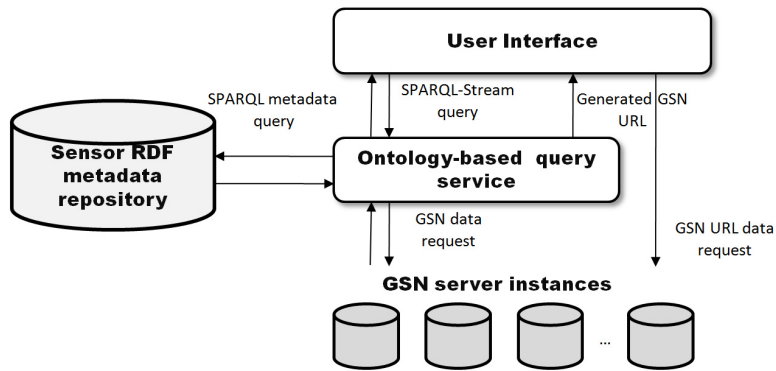 User Interface
SPARQL metadata
query
SPARQL-Stream
query
Generated GSN
URL
Sensor RDF
metadata
repository
Ontology-based query
service
GSN data
request
GSN URL data
request
GSN server instances
...